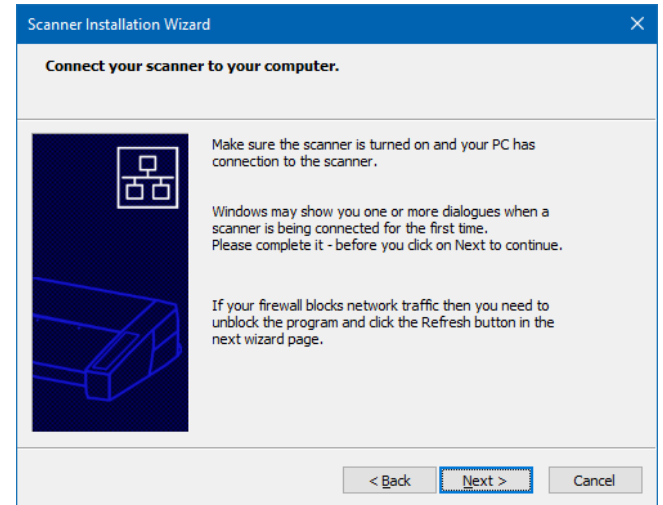 Scanner Installation Wizard
Connect your scanner to your computer.
Make sure the scanner is turned on and your PC has
connection to the scanner.
Windows may show you one or more dialogues when a
scanner is being connected for the first time.
Please complete it - before you click on Next to continue.
If your firewall blocks network traffic then you need to
unblock the program and click the Refresh button in the
next wizard page.
< Back
Next >
Cancel